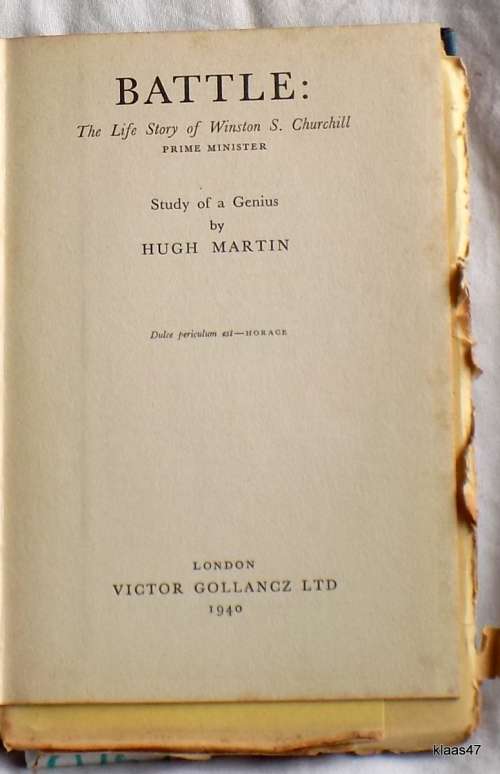 BATTLE:
The Life Story of Winston S. Churchill
PRIME MINISTER
Study of a Genius
by
HUGH MARTIN
Dulce periculum est—HORACE
LONDON
VICTOR GOLLANCZ LTD
1940
klaas47